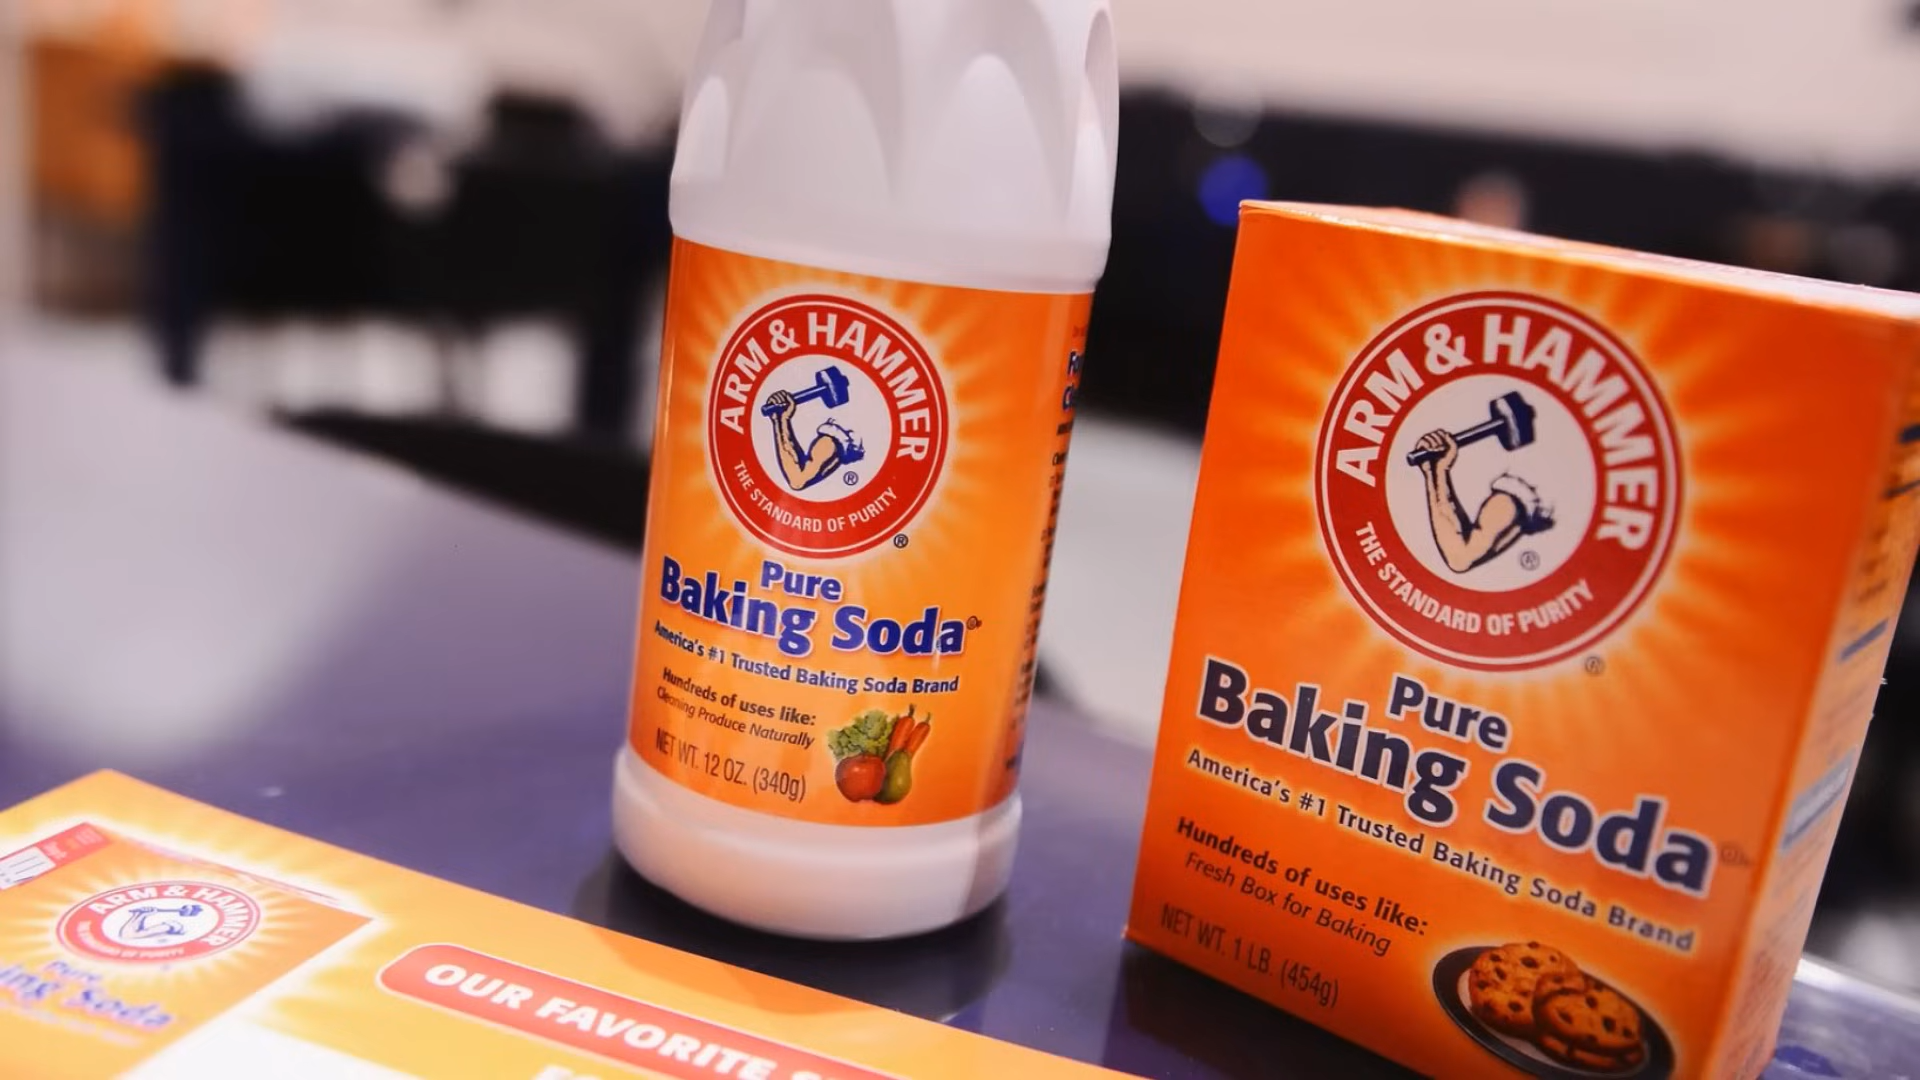 ARM & HAMMER
THE STANDARD OF PURITY
®
®
Pure
Baking Soda
America's #1 Trusted Baking Soda Brand
Hundreds of uses like:
Cleaning Produce Naturally
NET WT. 12 OZ. (340g)
ARM & HAMMER
THE STANDARD OF PURITY
®
®
Pure
Baking Soda
America's #1 Trusted Baking Soda Brand
Hundreds of uses like:
Fresh Box for Baking
NET WT. 1 LB. (454g)
ARM & HAMMER
Pure
Soda
OUR FAVORITE